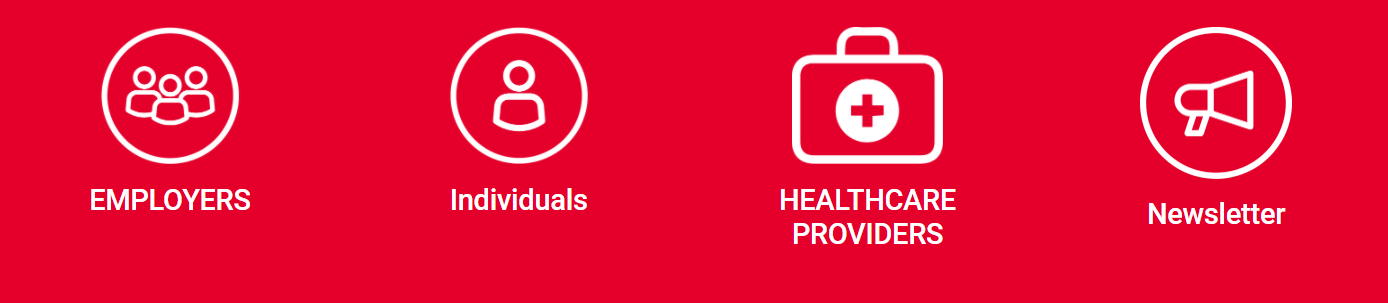 EMPLOYERS
Individuals
HEALTHCARE
PROVIDERS
Newsletter